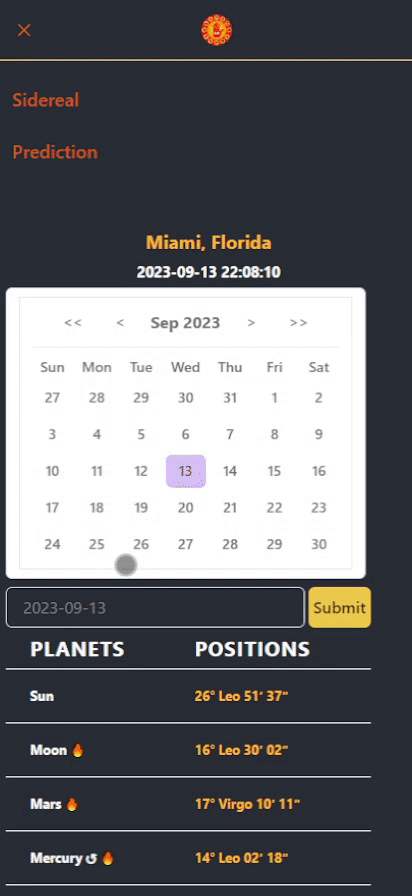 Sidereal
Prediction
Miami, Florida
2023-09-13 22:08:10
<< < Sep 2023 > >>
Sun Mon Tue Wed Thu Fri Sat
27 28 29 30 31 1 2
3 4 5 6 7 8 9
10 11 12 13 14 15 16
17 18 19 20 21 22 23
24 25 26 27 28 29 30
2023-09-13 Submit
PLANETS POSITIONS
Sun 26° Leo 51' 37"
Moon 🔥 16° Leo 30' 02"
Mars 🔥 17° Virgo 10' 11"
Mercury ↺ 🔥 14° Leo 02' 18"